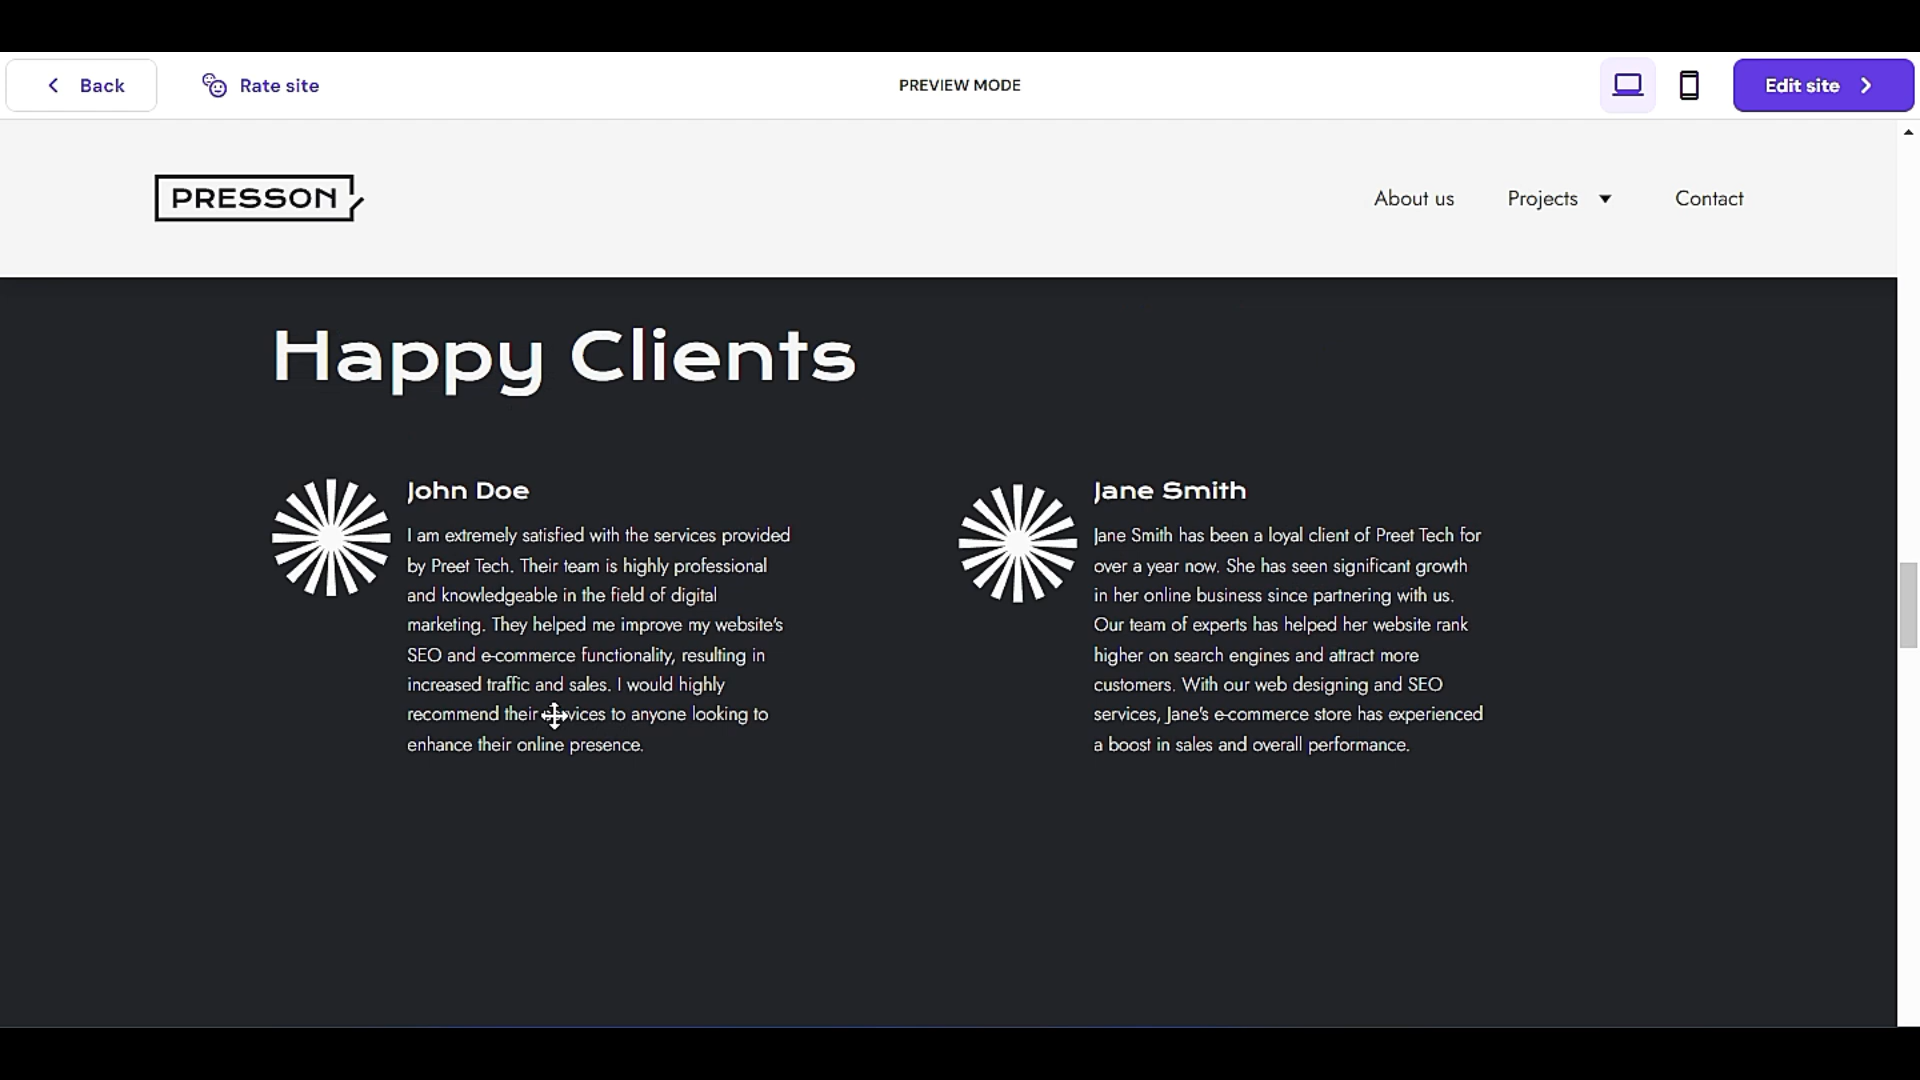 Back
Rate site
PREVIEW MODE
Edit site
PRESSON
About us
Projects
Contact
Happy Clients
John Doe
I am extremely satisfied with the services provided
by Preet Tech. Their team is highly professional
and knowledgeable in the field of digital
marketing. They helped me improve my website's
SEO and e-commerce functionality, resulting in
increased traffic and sales. I would highly
recommend their services to anyone looking to
enhance their online presence.
Jane Smith
Jane Smith has been a loyal client of Preet Tech for
over a year now. She has seen significant growth
in her online business since partnering with us.
Our team of experts has helped her website rank
higher on search engines and attract more
customers. With our web designing and SEO
services, Jane's e-commerce store has experienced
a boost in sales and overall performance.